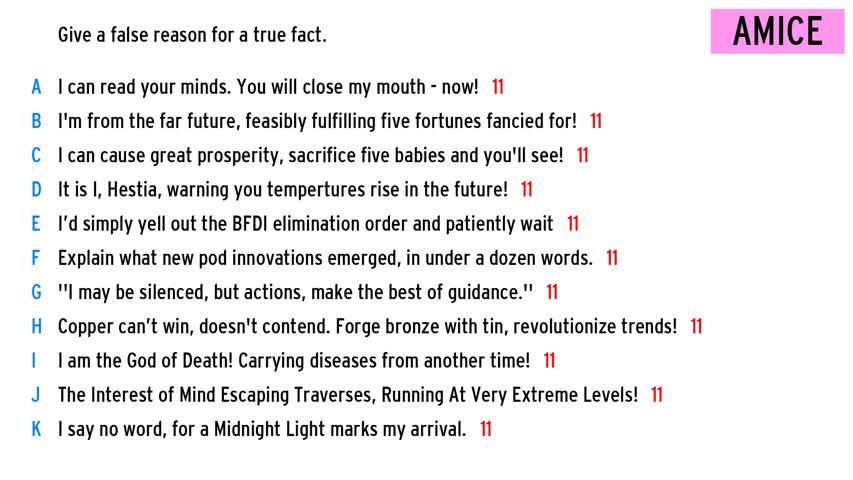 Give a false reason for a true fact.
AMICE
A I can read your minds. You will close my mouth - now! 11
B I'm from the far future, feasibly fulfilling five fortunes fancied for! 11
C I can cause great prosperity, sacrifice five babies and you'll see! 11
D It is I, Hestia, warning you tempertures rise in the future! 11
E I’d simply yell out the BFDI elimination order and patiently wait 11
F Explain what new pod innovations emerged, in under a dozen words. 11
G "I may be silenced, but actions, make the best of guidance." 11
H Copper can’t win, doesn't contend. Forge bronze with tin, revolutionize trends! 11
I I am the God of Death! Carrying diseases from another time! 11
J The Interest of Mind Escaping Traverses, Running At Very Extreme Levels! 11
K I say no word, for a Midnight Light marks my arrival. 11